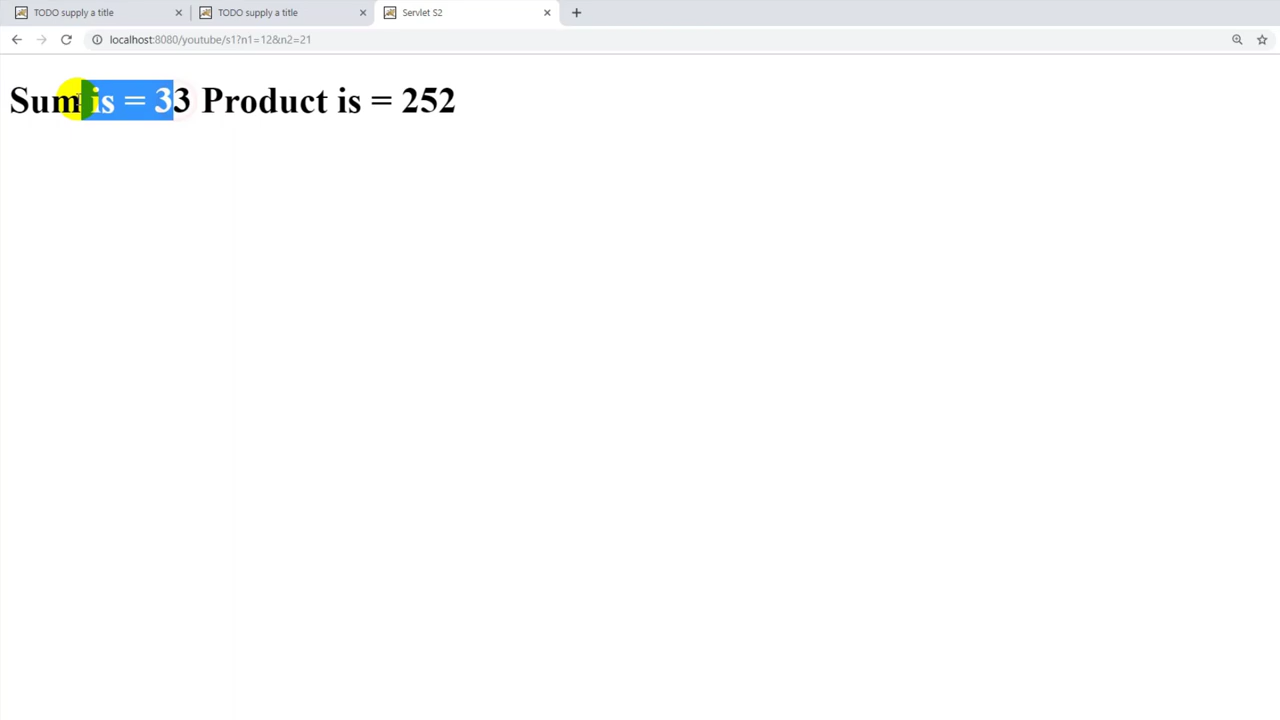 TODO supply a title
TODO supply a title
Servlet S2
localhost:8080/youtube/s1?n1=12&n2=21
Sum is = 33 Product is = 252